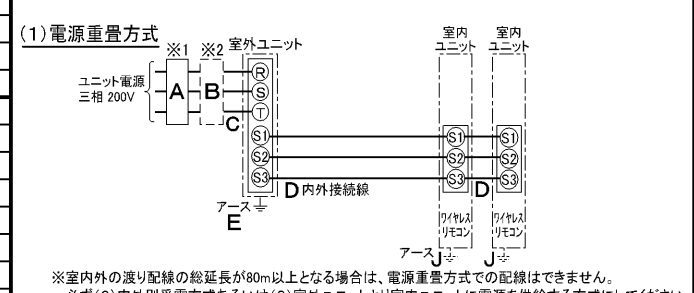 (1)電源重畳方式
※1 ※2 室外ユニット
室内
ユニット
室内
ユニット
ユニット電源
三相 200V
A
B
C
R
S
T
S1
S2
S3
S1
S2
S3
S1
S2
S3
D 内外接続線
D
アース
E
ワイヤレス
リモコン
ワイヤレス
リモコン
アース J
J
※室内外の渡り配線の総延長が80m以上となる場合は、電源重畳方式での配線はできません。